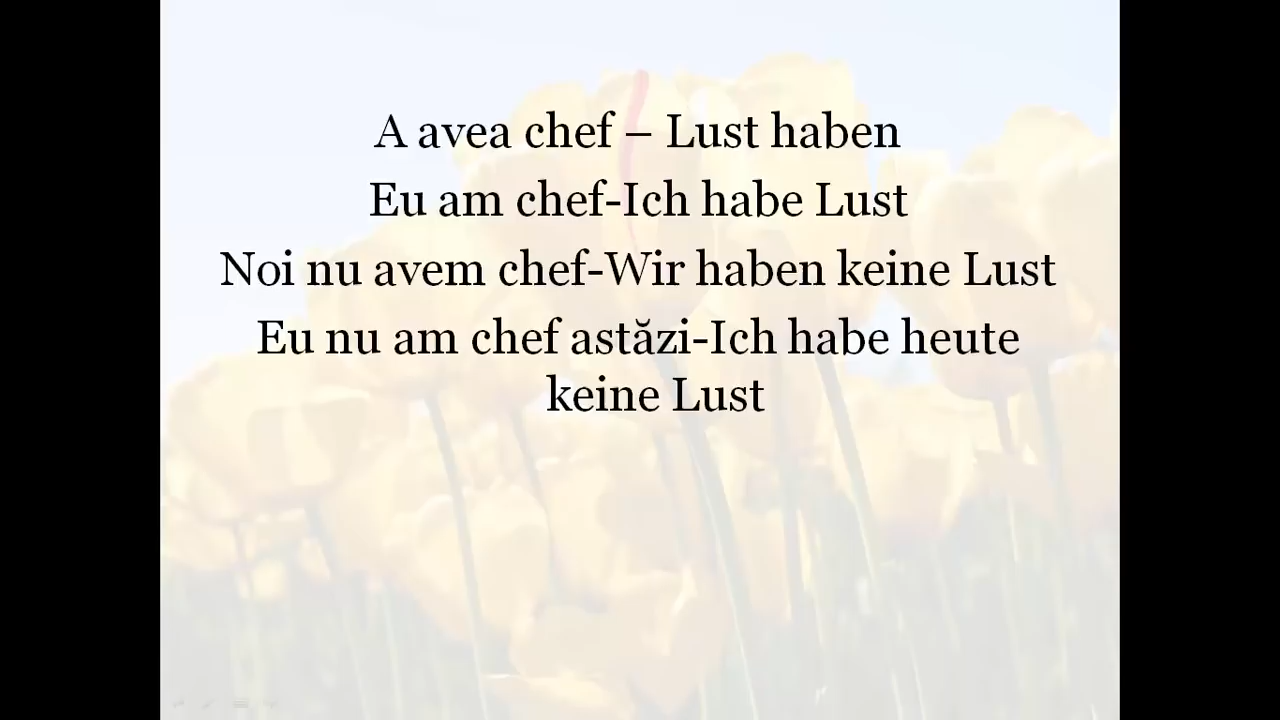 A avea chef – Lust haben
Eu am chef-Ich habe Lust
Noi nu avem chef-Wir haben keine Lust
Eu nu am chef astăzi-Ich habe heute
keine Lust